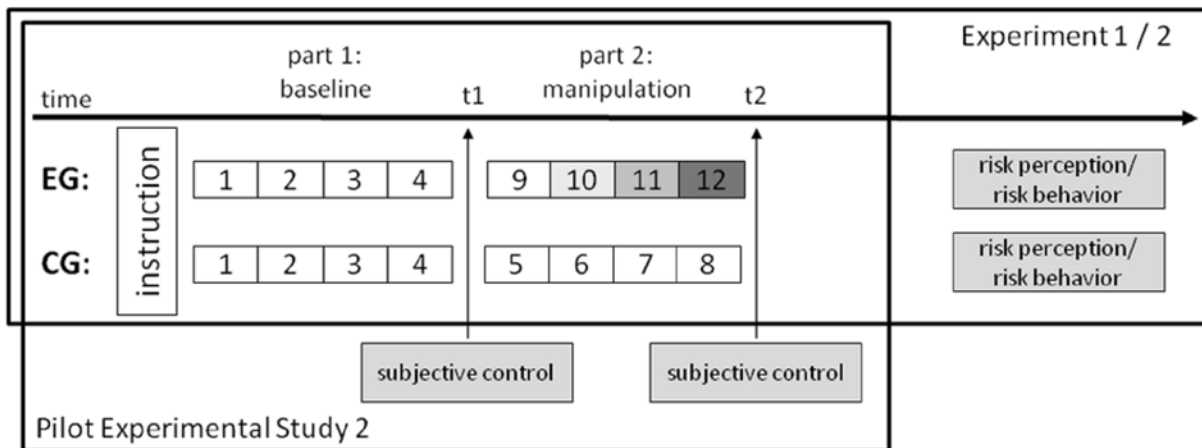 Experiment 1 / 2
part 1:
baseline
part 2:
manipulation
time
t1
t2
instruction
EG:
1 2 3 4
9 10 11 12
risk perception/
risk behavior
CG:
1 2 3 4
5 6 7 8
risk perception/
risk behavior
subjective control
subjective control
Pilot Experimental Study 2